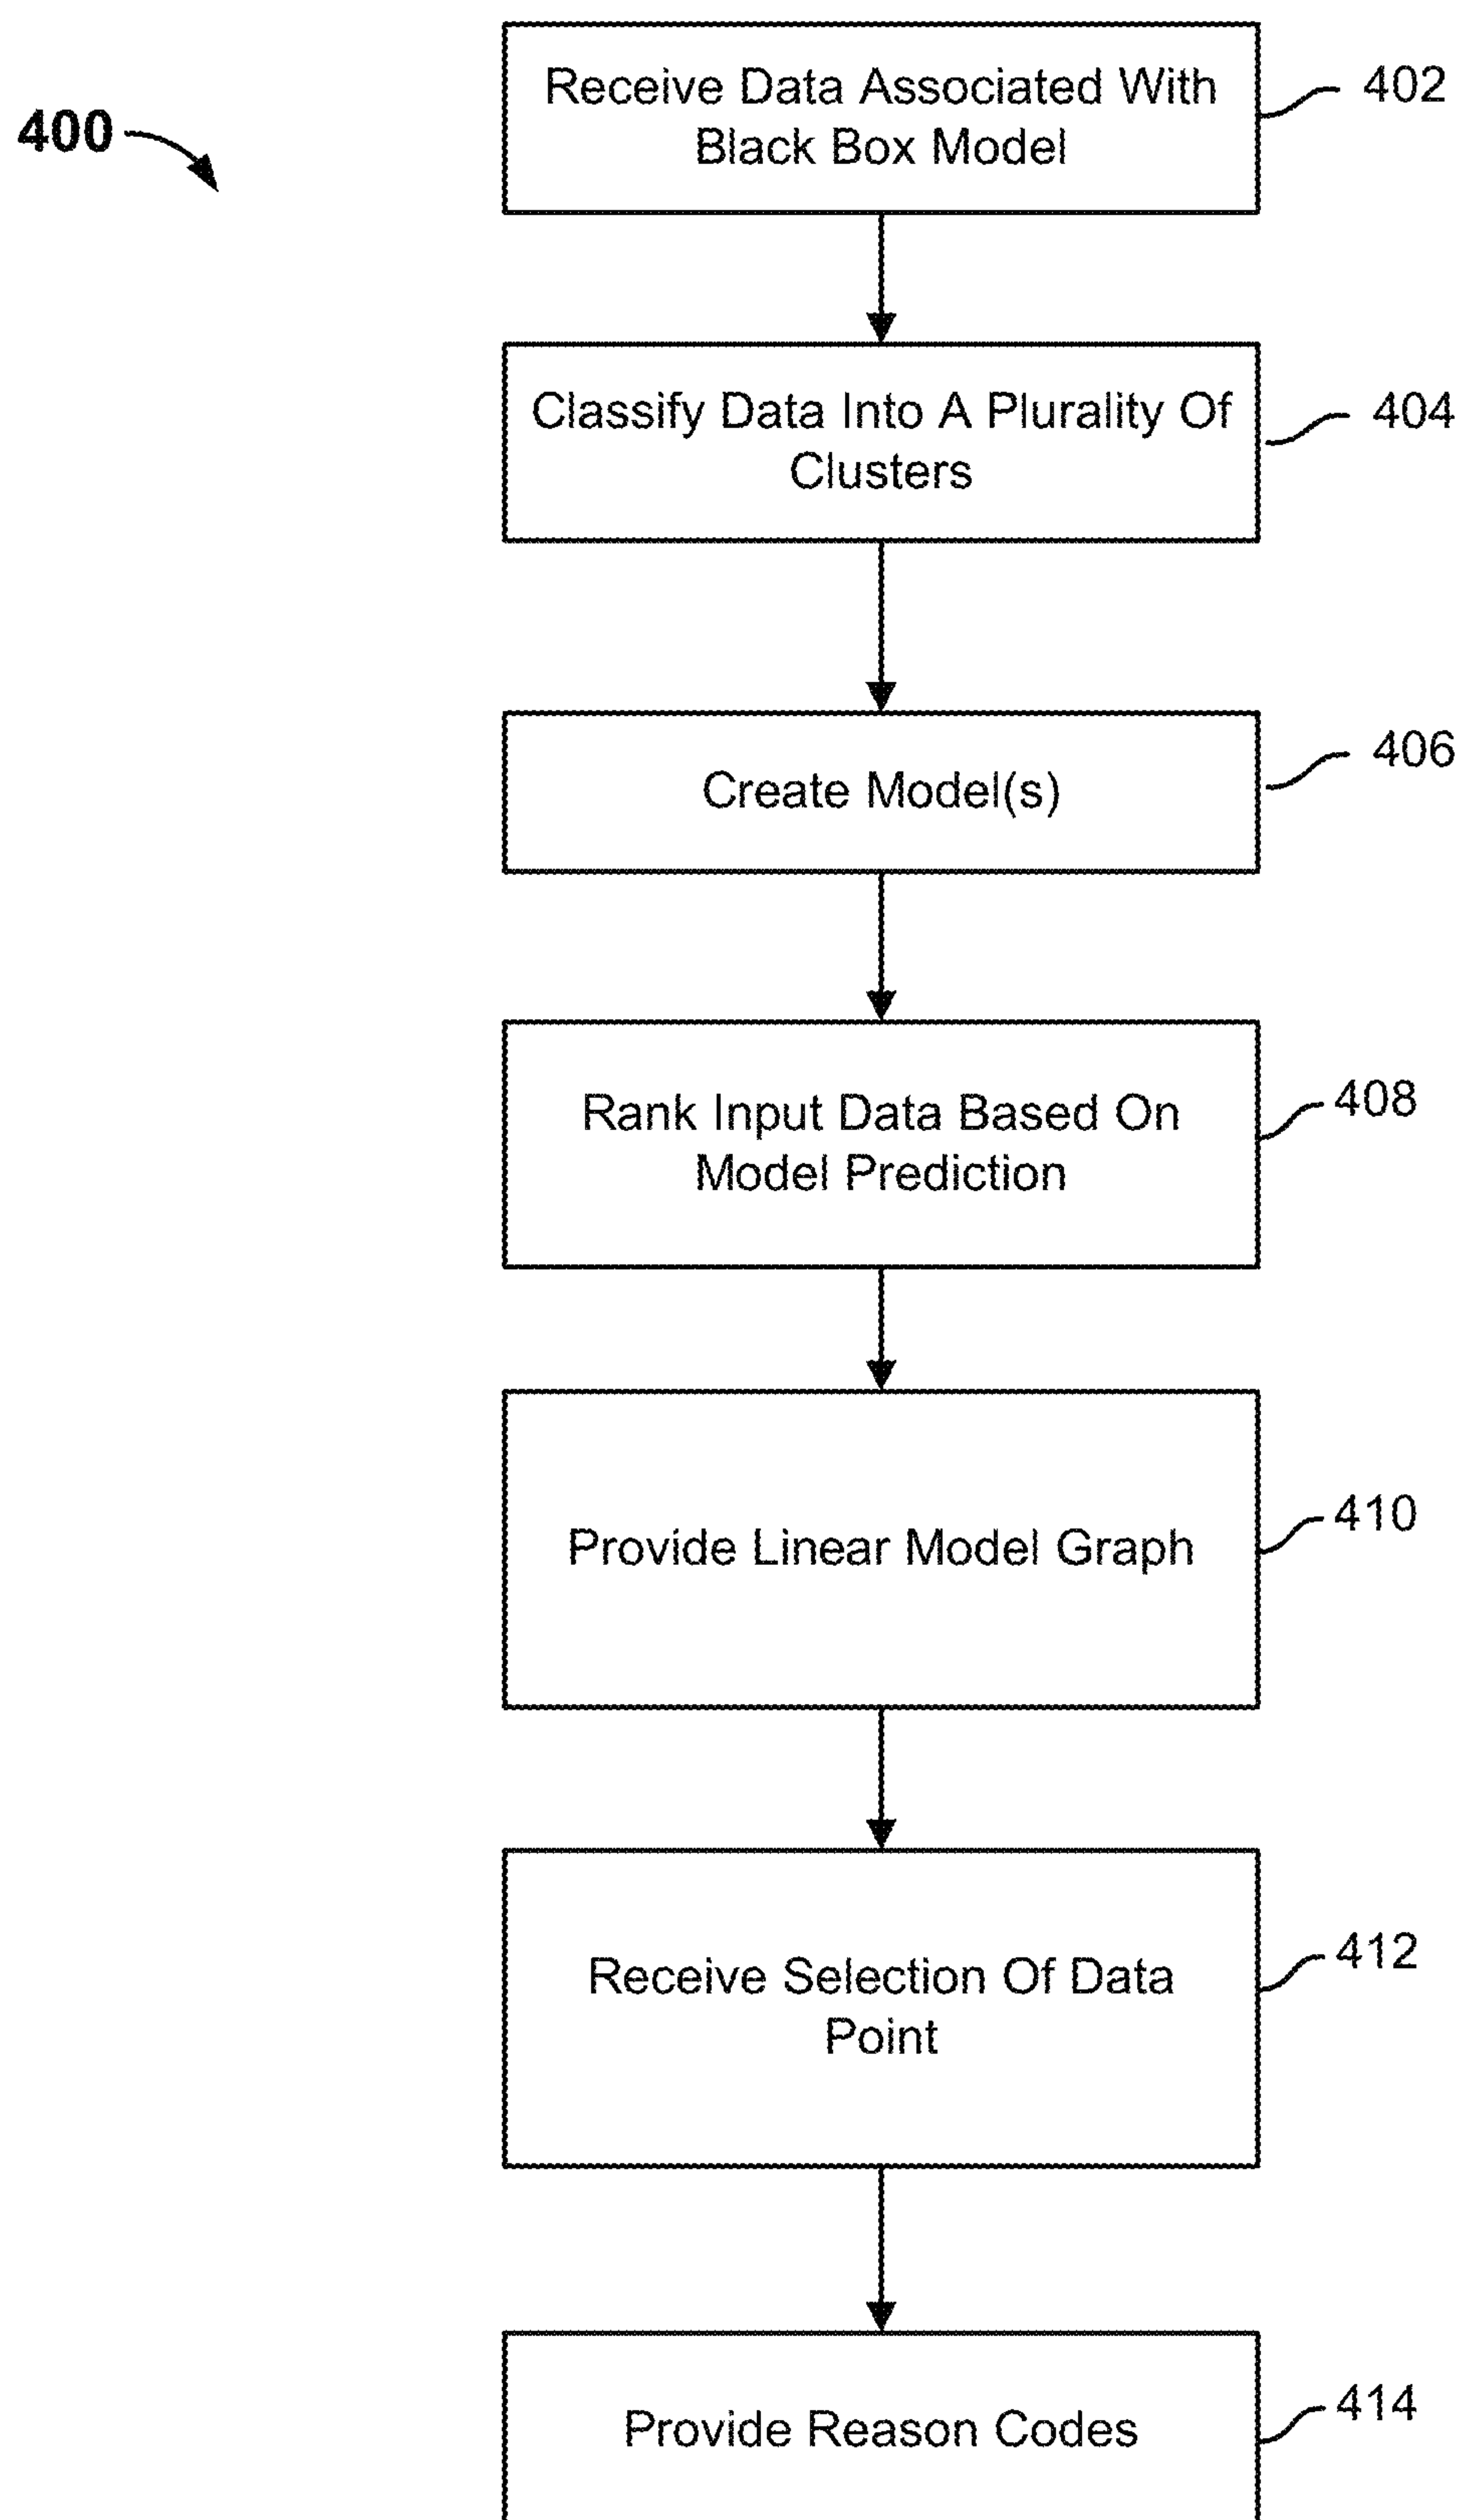 400
Receive Data Associated With
Black Box Model
402
Classify Data Into A Plurality Of
Clusters
404
Create Model(s)
406
Rank Input Data Based On
Model Prediction
408
Provide Linear Model Graph
410
Receive Selection Of Data
Point
412
Provide Reason Codes
414